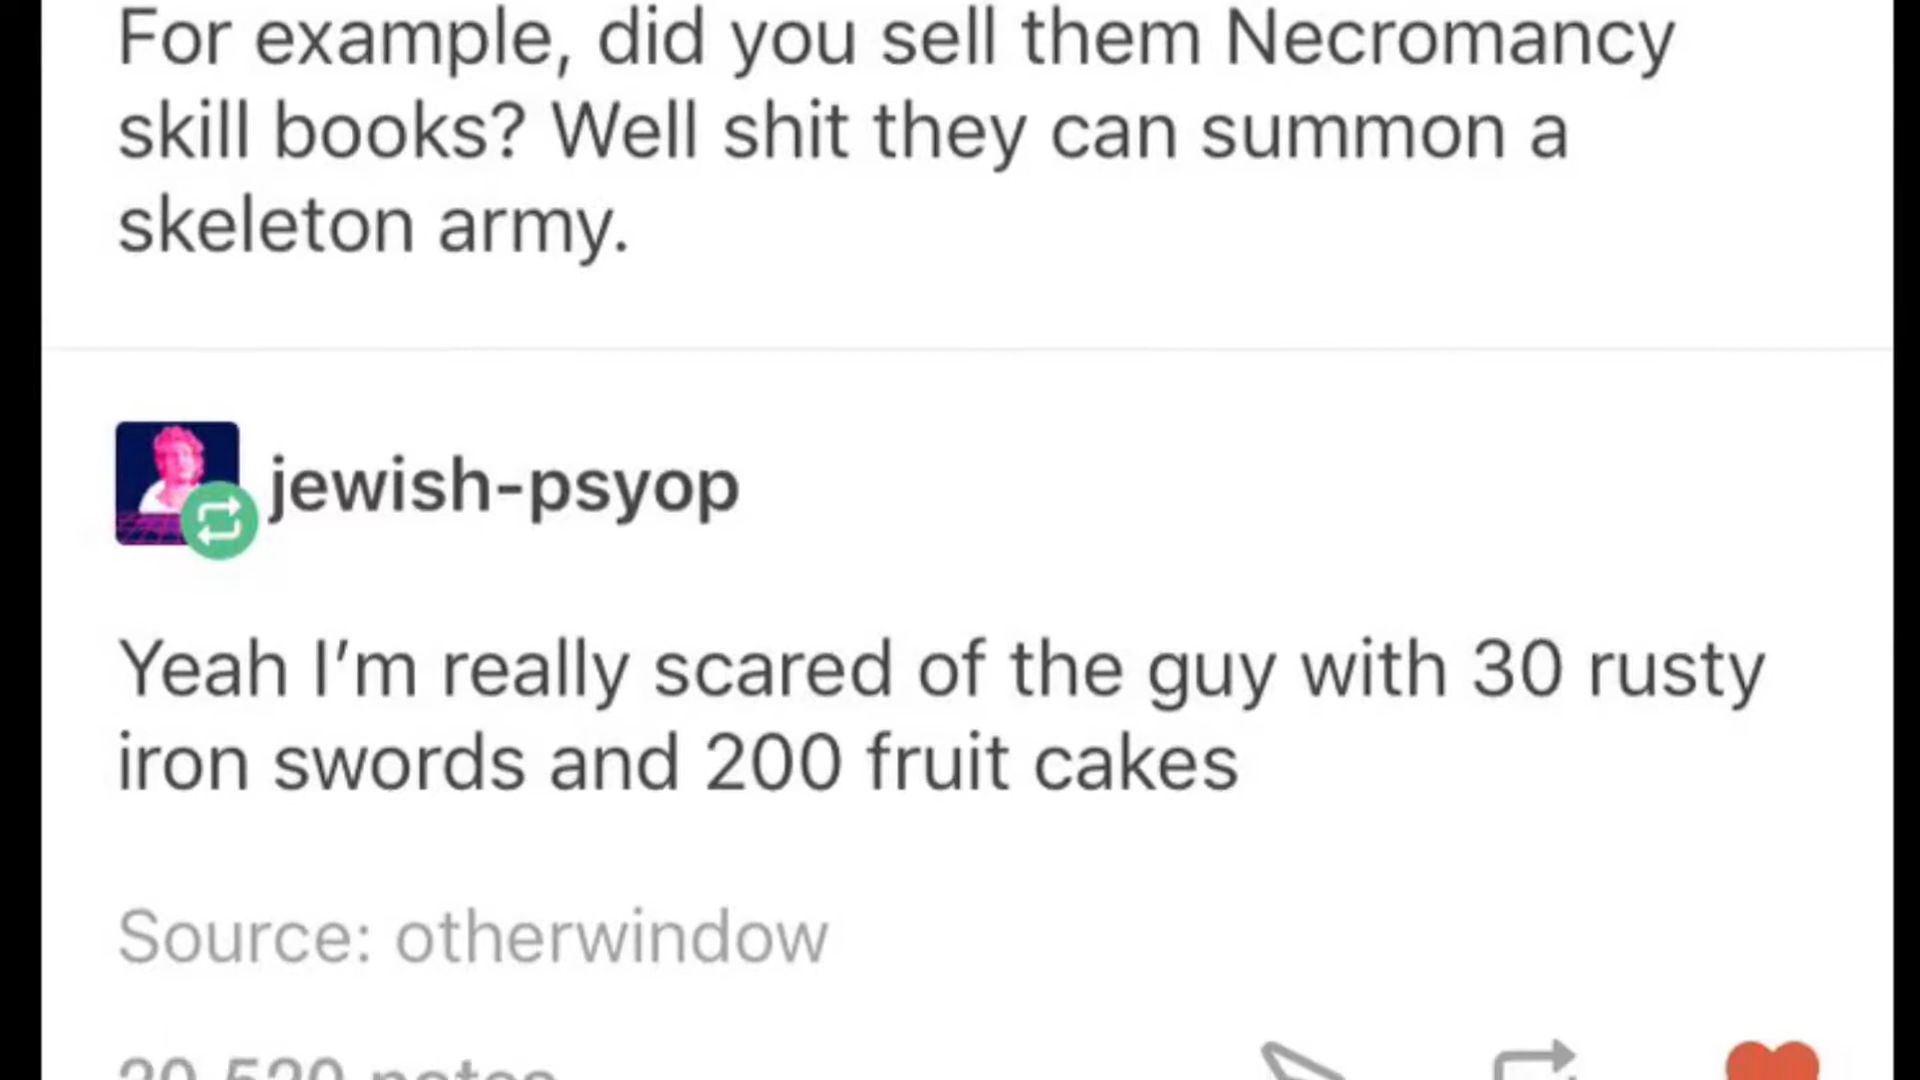 For example, did you sell them Necromancy
skill books? Well shit they can summon a
skeleton army.
jewish-psyop
Yeah I’m really scared of the guy with 30 rusty
iron swords and 200 fruit cakes
Source: otherwindow
notes